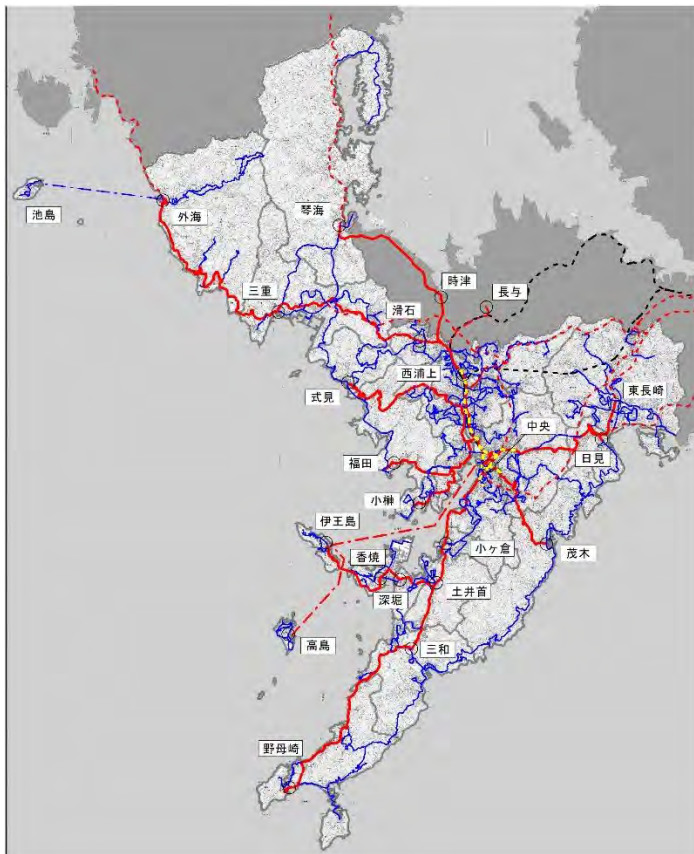 池島
外海
琴海
時津
長与
三重
滑石
西浦上
式見
東長崎
中央
福田
日見
小榊
伊王島
香焼
小ヶ倉
茂木
深堀
土井首
高島
三和
野母崎